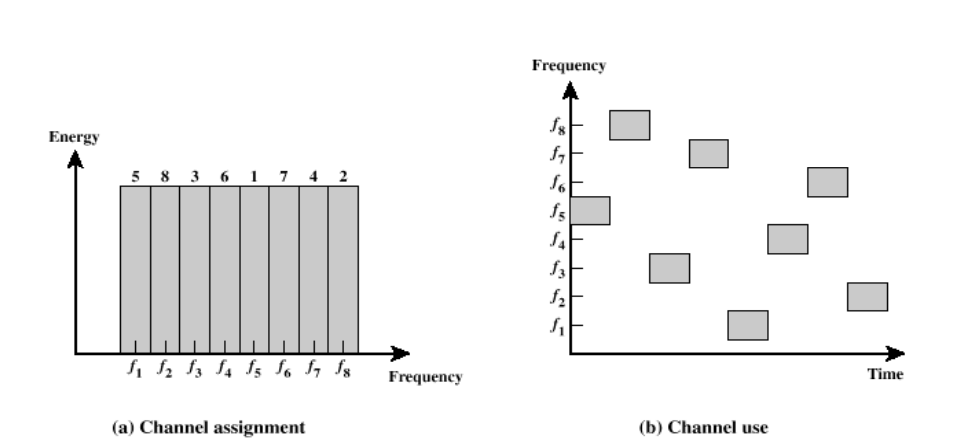 Energy
5 8 3 6 1 7 4 2
f1 f2 f3 f4 f5 f6 f7 f8
Frequency
(a) Channel assignment
Frequency
f8
f7
f6
f5
f4
f3
f2
f1
Time
(b) Channel use